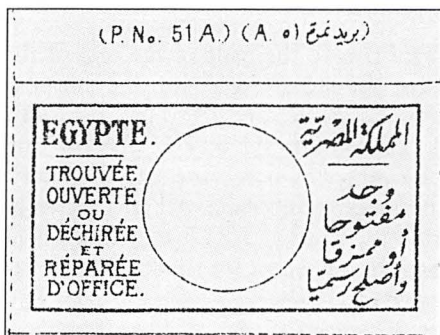 (P. No. 51 A.) (A. ٥١ بريد نمرة)
EGYPTE.
TROUVÉE
OUVERTE
OU
DÉCHIRÉE
ET
RÉPARÉE
D'OFFICE.
المملكة المصرية
وجد
مفتوحا
أو ممزقا
وأصلح رسميا